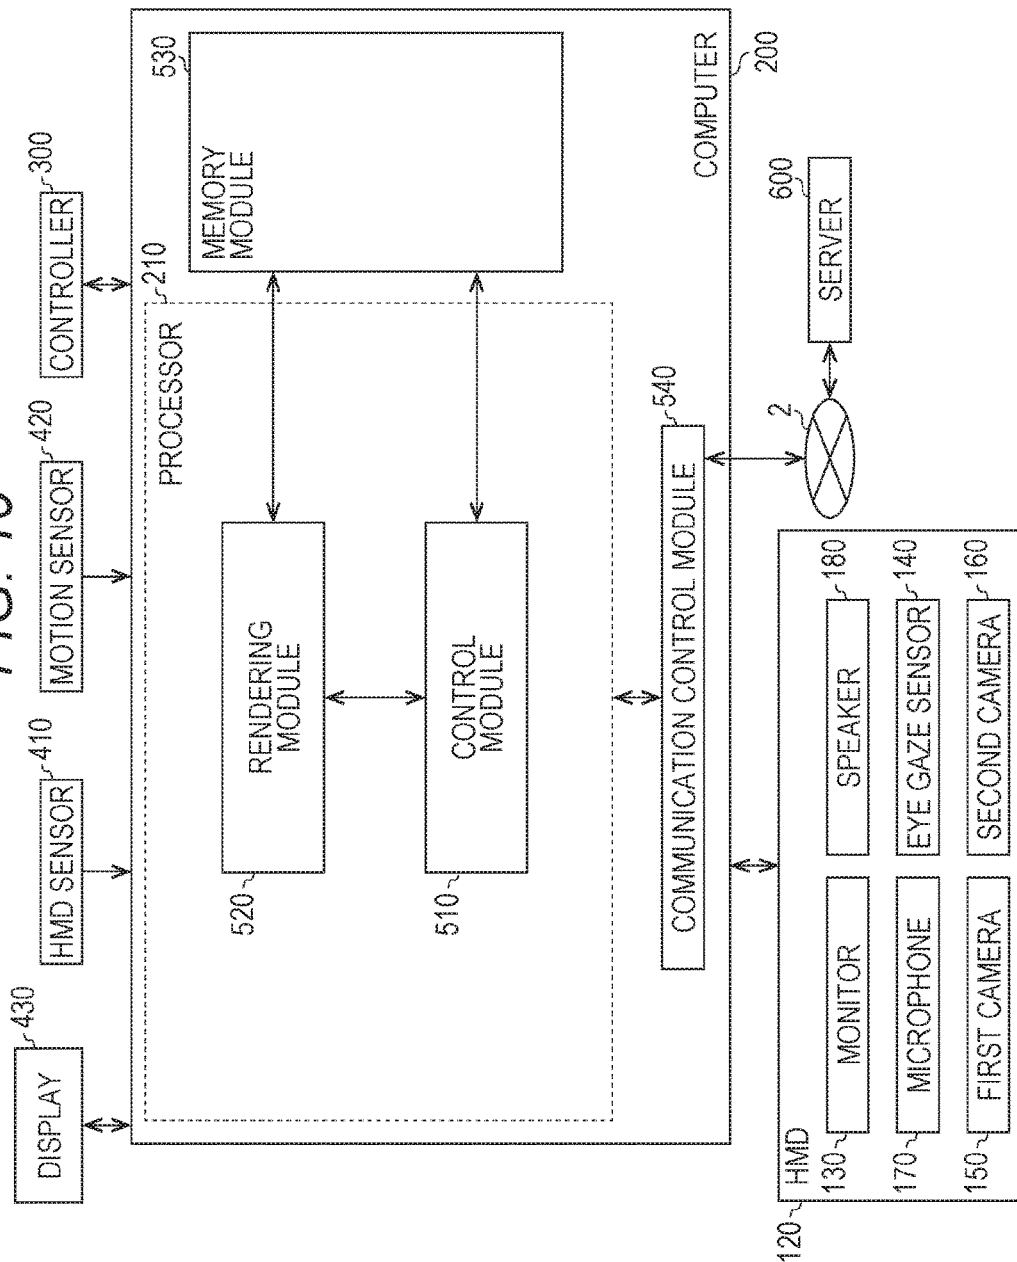 FIG.
DISPLAY
430
HMD SENSOR
410
MOTION SENSOR
420
CONTROLLER
300
PROCESSOR
210
530
MEMORY
MODULE
RENDERING
MODULE
520
CONTROL
MODULE
510
COMMUNICATION CONTROL MODULE
540
COMPUTER
200
HMD
120
MONITOR
130
SPEAKER
180
MICROPHONE
170
EYE GAZE SENSOR
140
FIRST CAMERA
150
SECOND CAMERA
160
2
SERVER
600